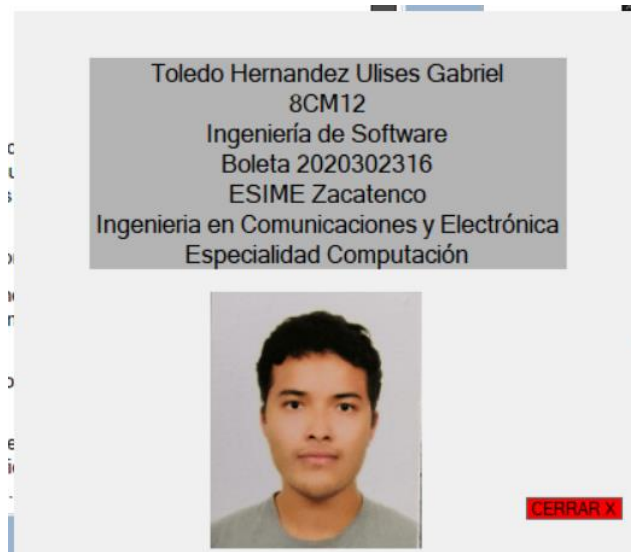 Toledo Hernandez Ulises Gabriel
8CM12
Ingeniería de Software
Boleta 2020302316
ESIME Zacatenco
Ingenieria en Comunicaciones y Electrónica
Especialidad Computación
CERRAR X